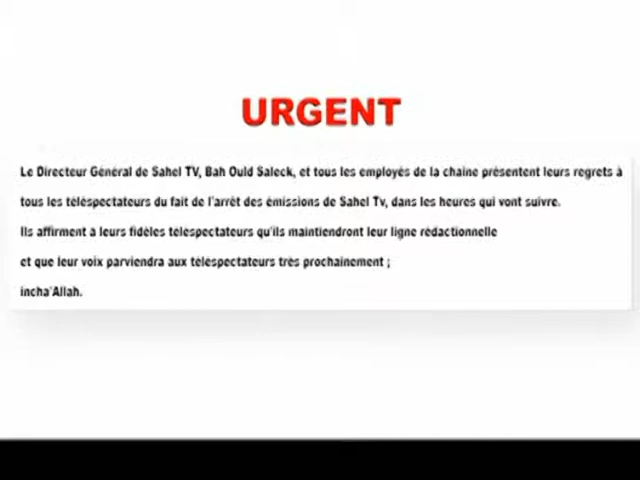 URGENT
Le Directeur Général de Sahel TV, Bah Ould Saleck, et tous les employés de la chaine présentent leurs regrets à
tous les téléspectateurs du fait de l'arrêt des émissions de Sahel Tv, dans les heures qui vont suivre.
Ils affirment à leurs fidèles téléspectateurs qu'ils maintiendront leur ligne rédactionnelle
et que leur voix parviendra aux téléspectateurs très prochainement ;
incha'Allah.